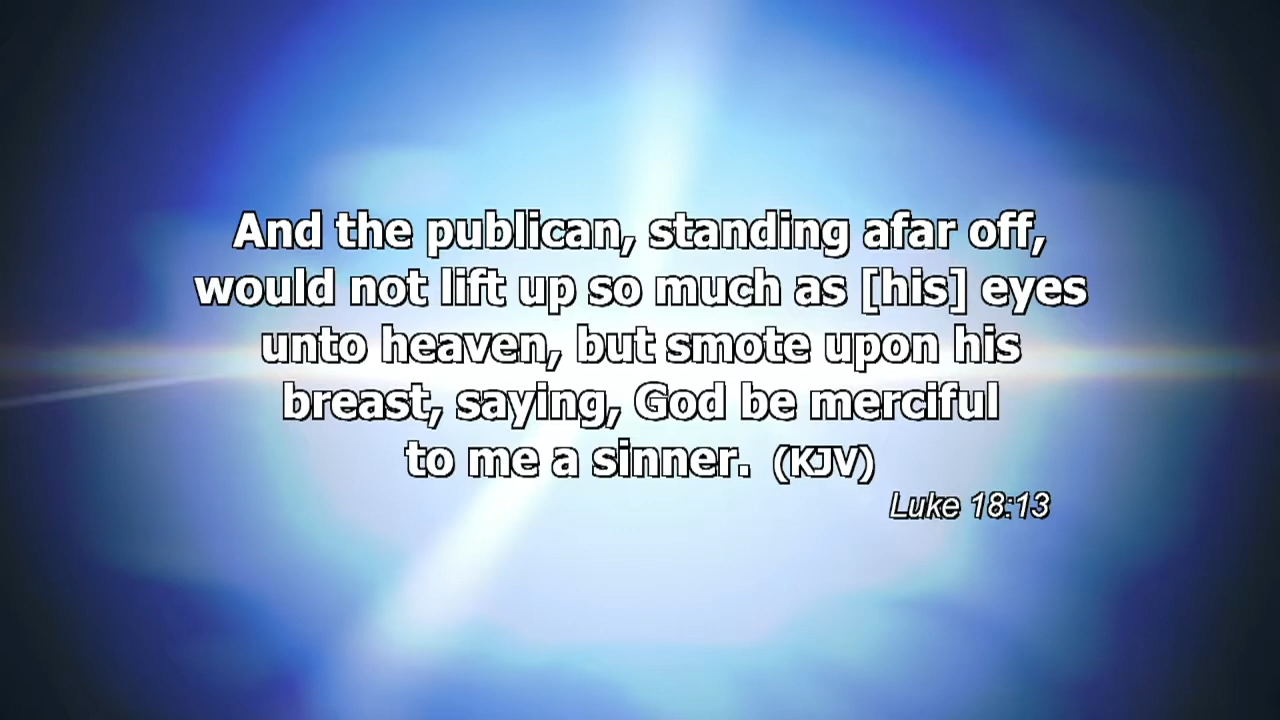 And the publican, standing afar off,
would not lift up so much as [his] eyes
unto heaven, but smote upon his
breast, saying, God be merciful
to me a sinner. (KJV)
Luke 18:13